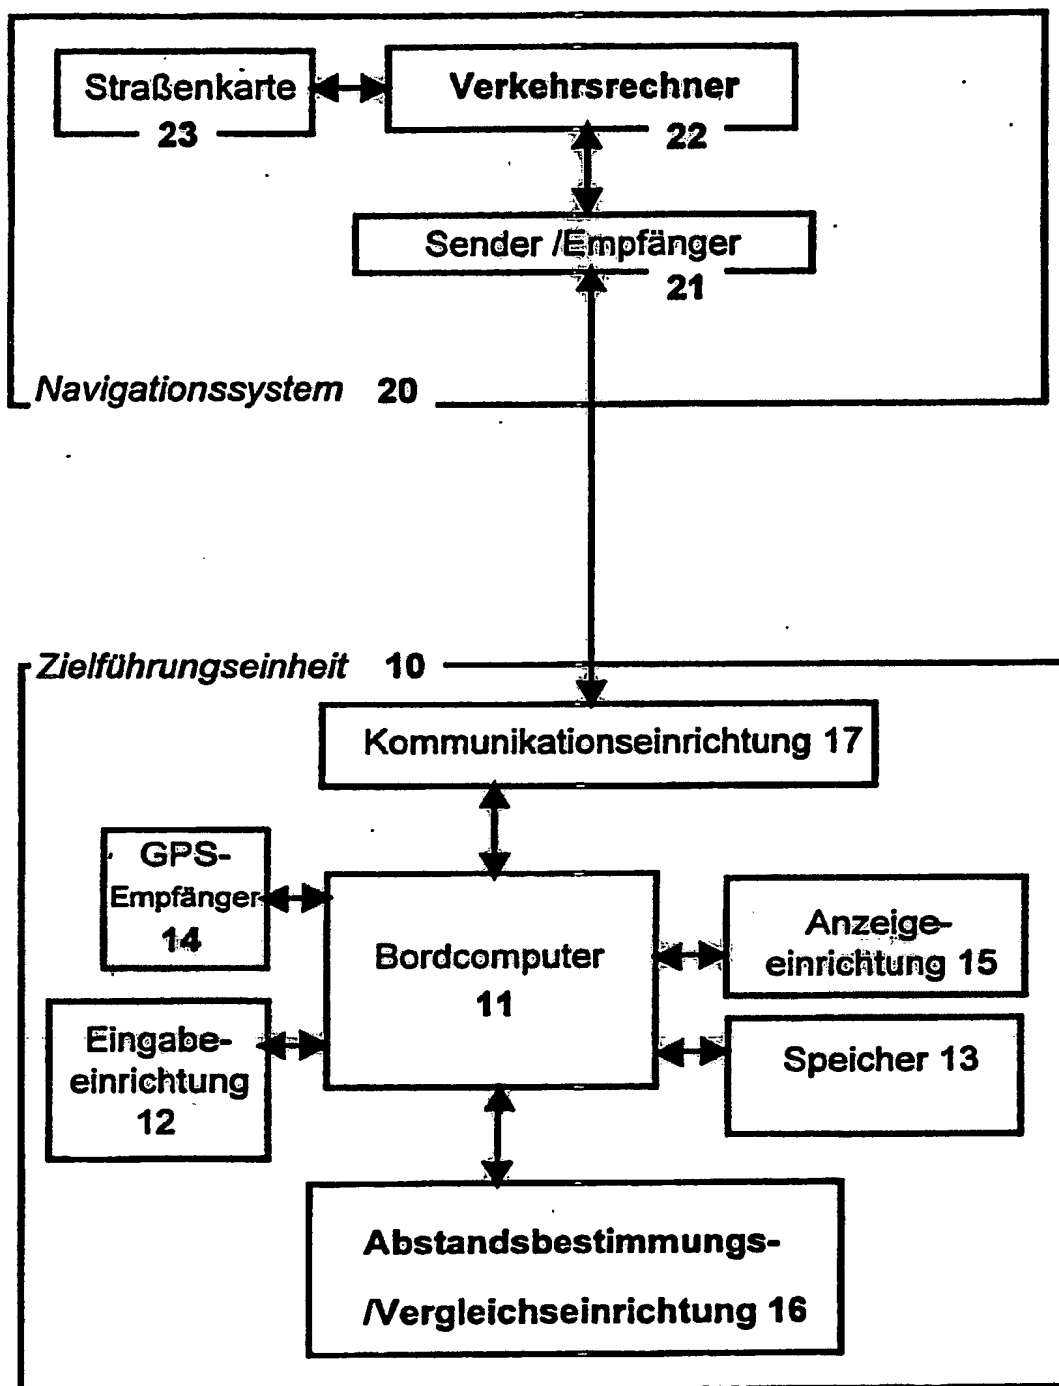 Straßenkarte
23
Verkehrsrechner
22
Sender /Empfänger
21
Navigationssystem 20
Zielführungseinheit 10
Kommunikationseinrichtung 17
GPS-
Empfänger
14
Bordcomputer
11
Anzeige-
einrichtung 15
Eingabe-
einrichtung
12
Speicher 13
Abstandsbestimmungs-
/Vergleichseinrichtung 16